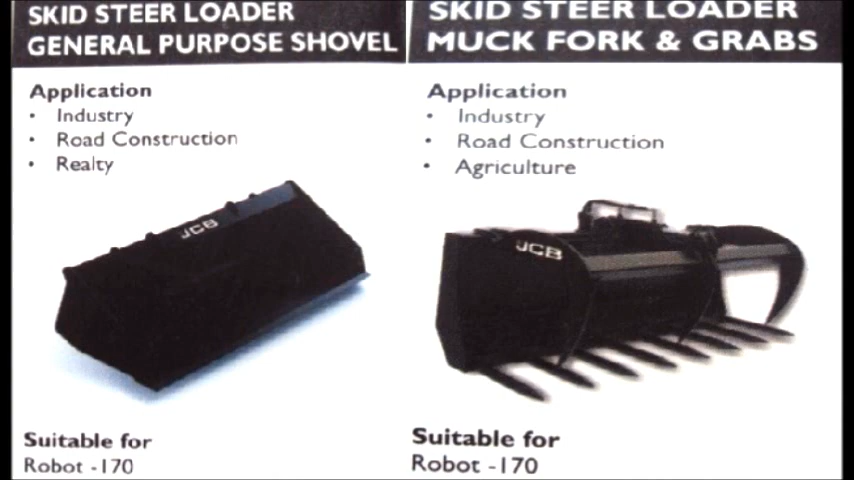 SKID STEER LOADER
GENERAL PURPOSE SHOVEL
Application
• Industry
• Road Construction
• Realty
JCB
Suitable for
Robot -170
SKID STEER LOADER
MUCK FORK & GRABS
Application
• Industry
• Road Construction
• Agriculture
JCB
Suitable for
Robot -170